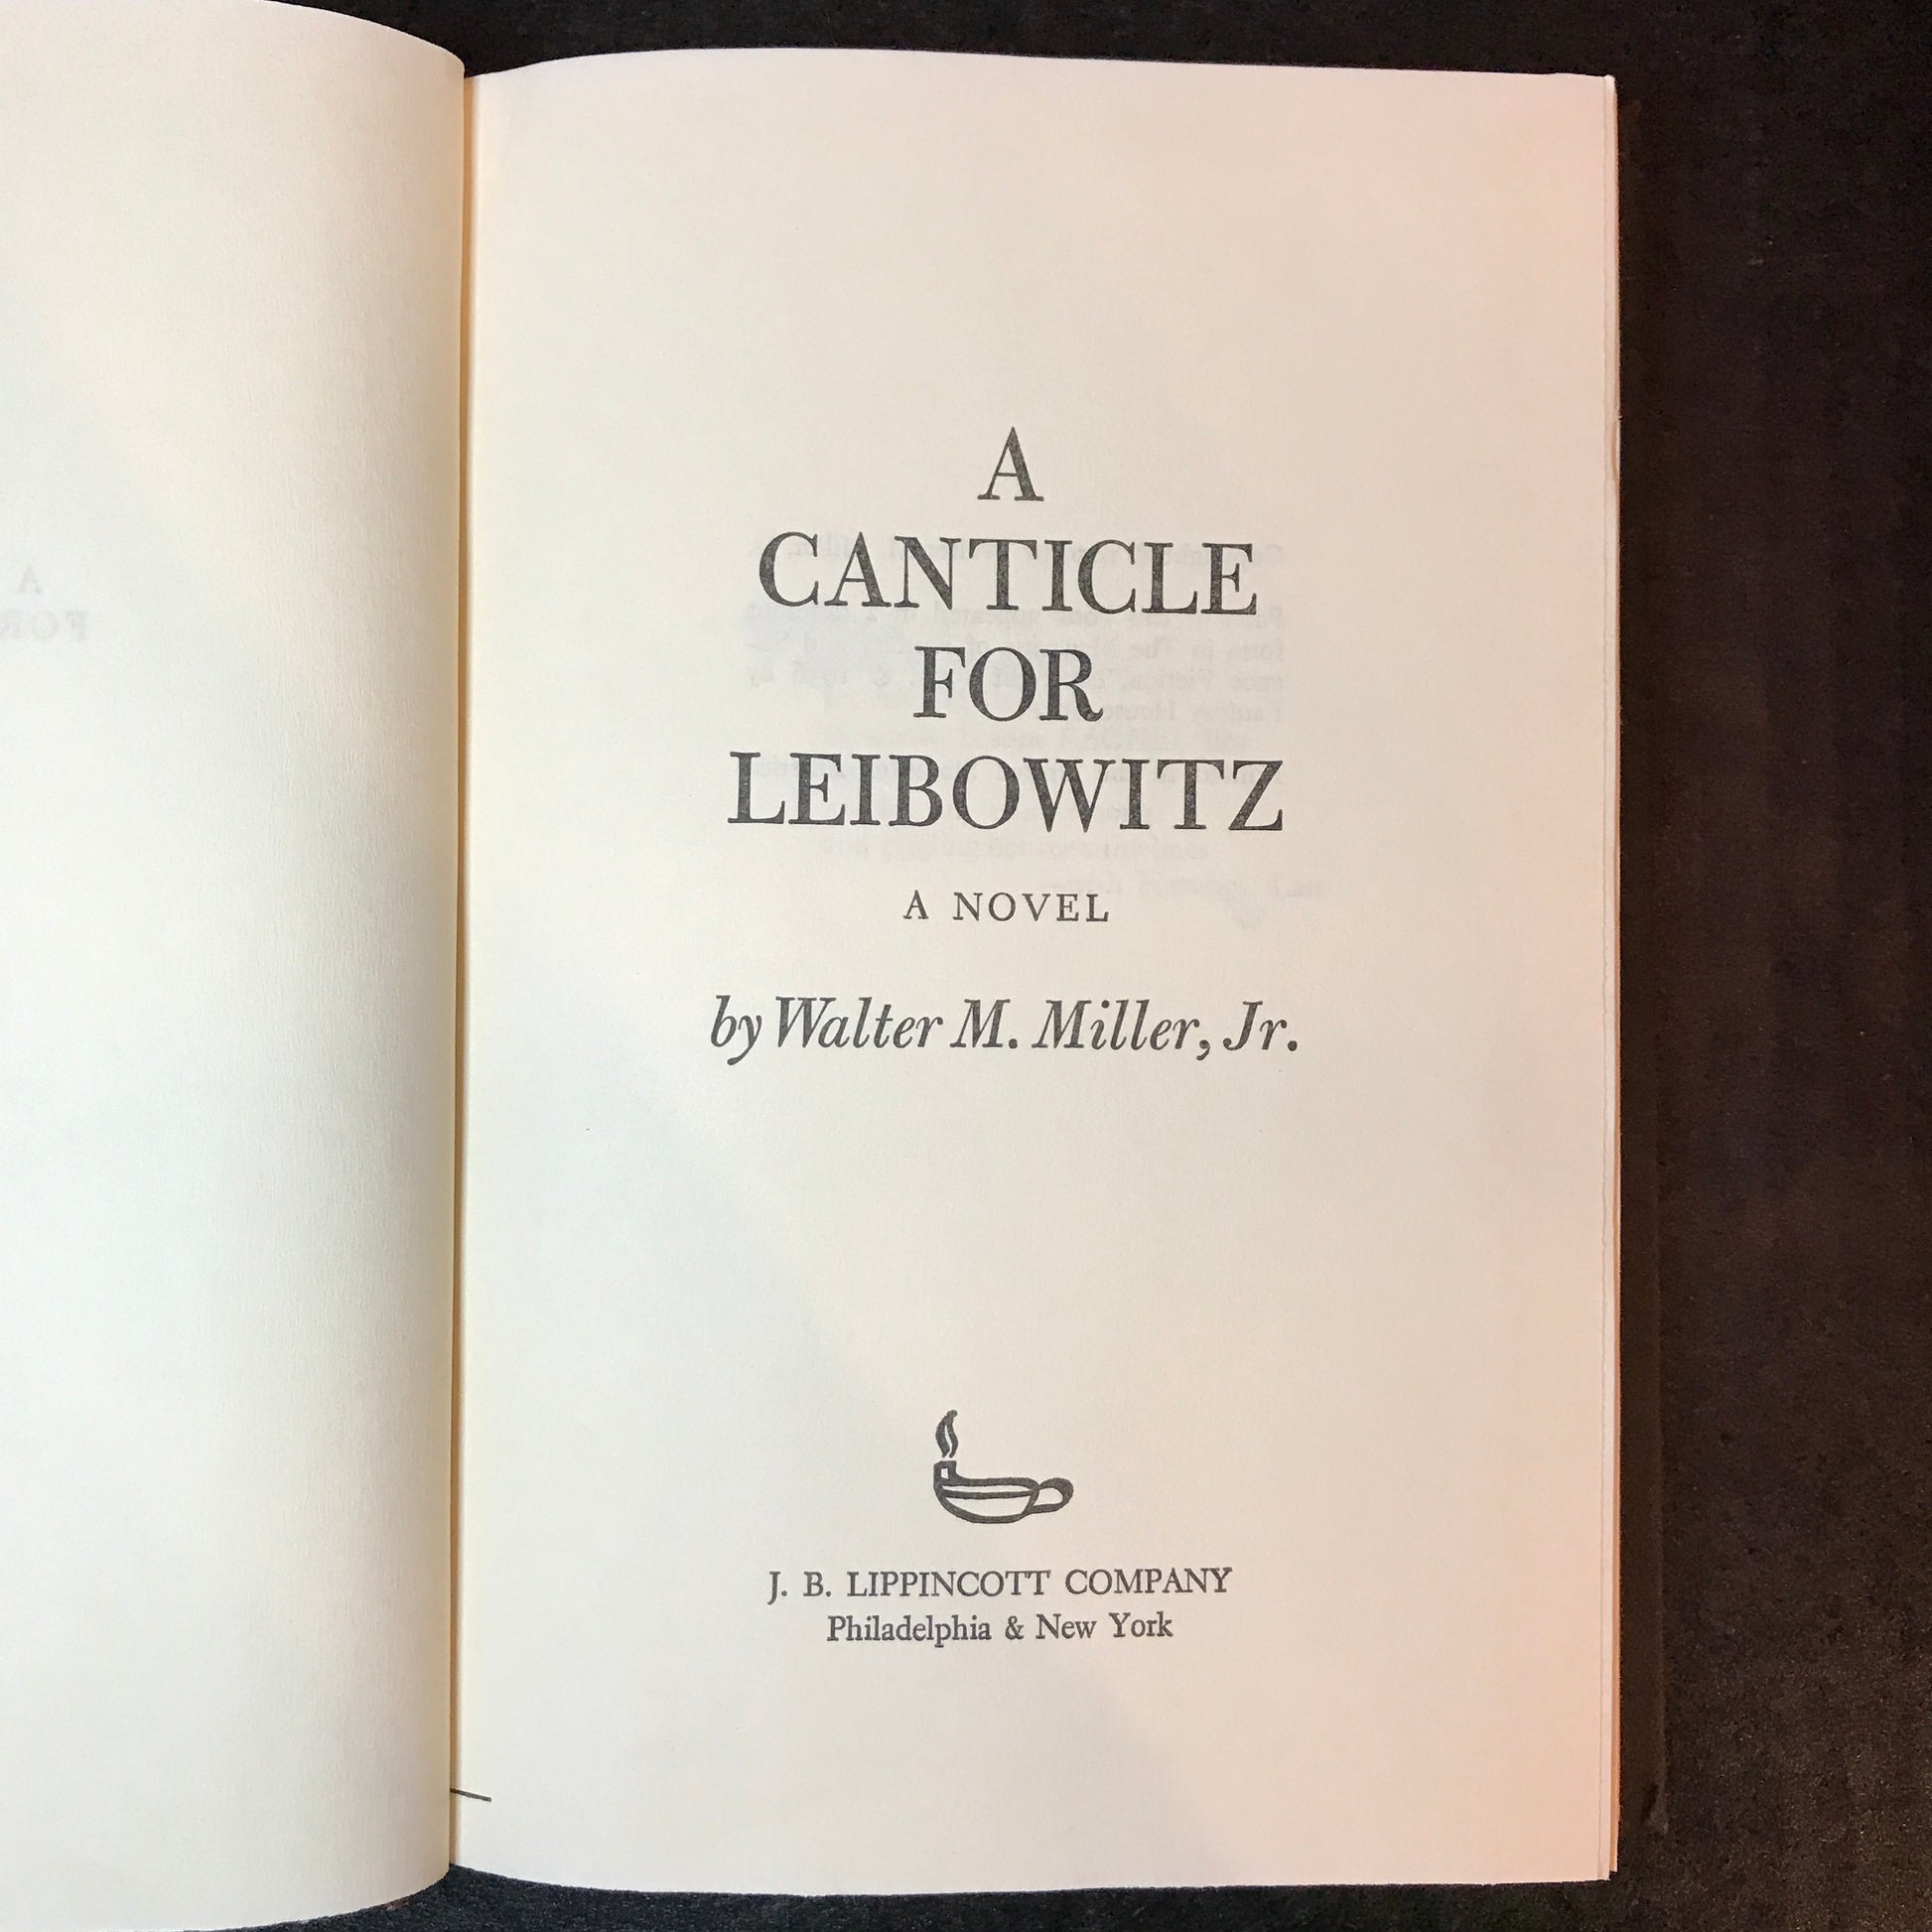 A
CANTICLE
FOR
LEIBOWITZ
A NOVEL
by Walter M. Miller, Jr.
J. B. LIPPINCOTT COMPANY
Philadelphia & New York